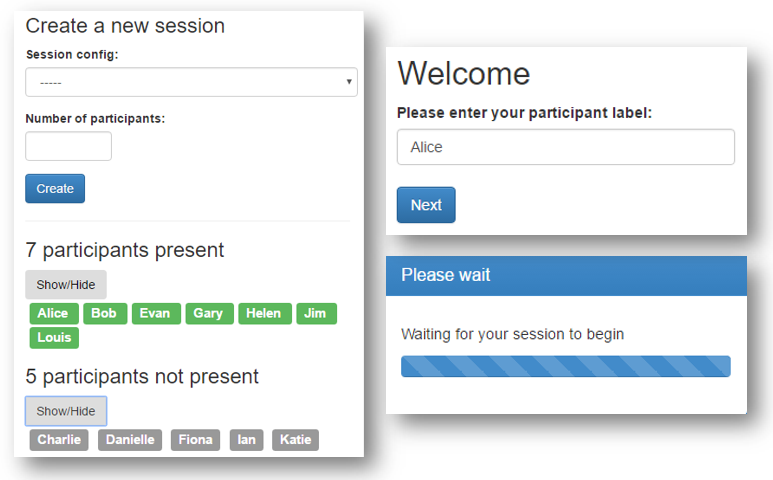 Create a new session
Session config:
-----
Number of participants:
Create
7 participants present
Show/Hide
Alice Bob Evan Gary Helen Jim
Louis
5 participants not present
Show/Hide
Charlie Danielle Fiona Ian Katie
Welcome
Please enter your participant label:
Alice
Next
Please wait
Waiting for your session to begin